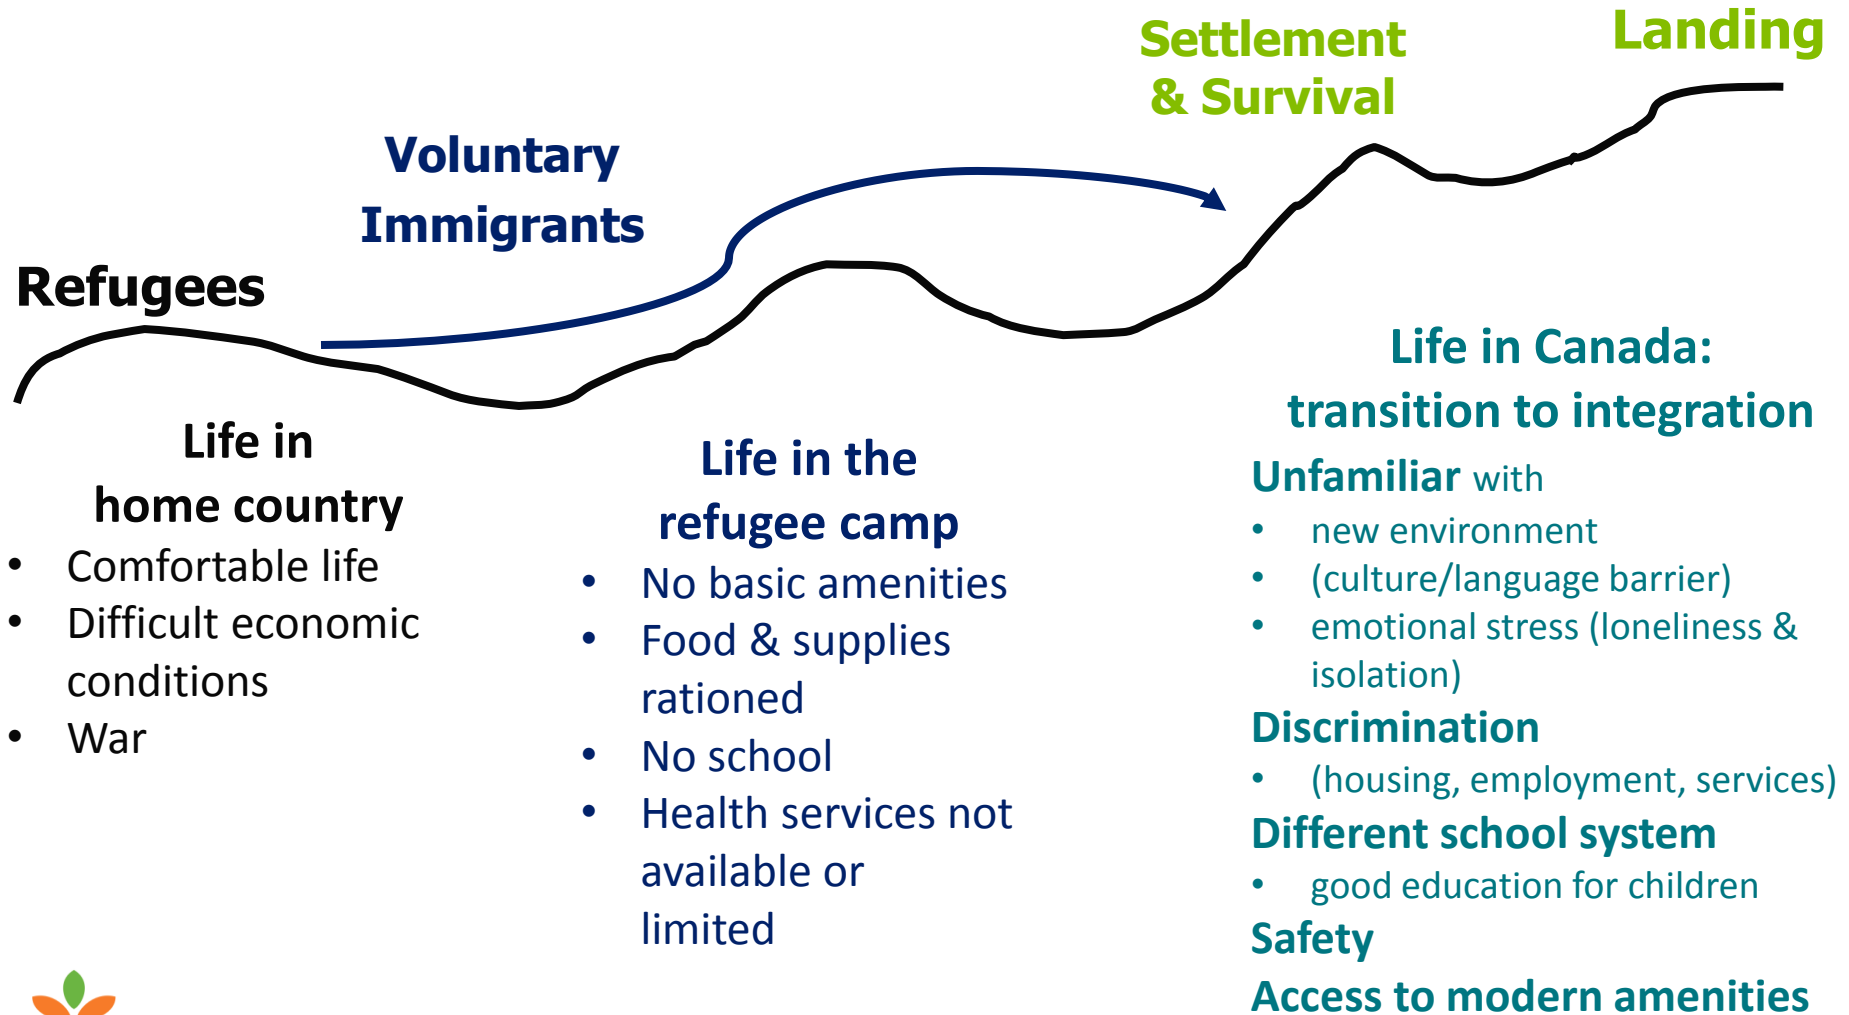 Settlement
& Survival
Landing
Voluntary
Immigrants
Refugees
Life in
home country
• Comfortable life
• Difficult economic
conditions
• War
Life in the
refugee camp
• No basic amenities
• Food & supplies
rationed
• No school
• Health services not
available or
limited
Life in Canada:
transition to integration
Unfamiliar with
• new environment
• (culture/language barrier)
• emotional stress (loneliness &
isolation)
Discrimination
• (housing, employment, services)
Different school system
• good education for children
Safety
Access to modern amenities